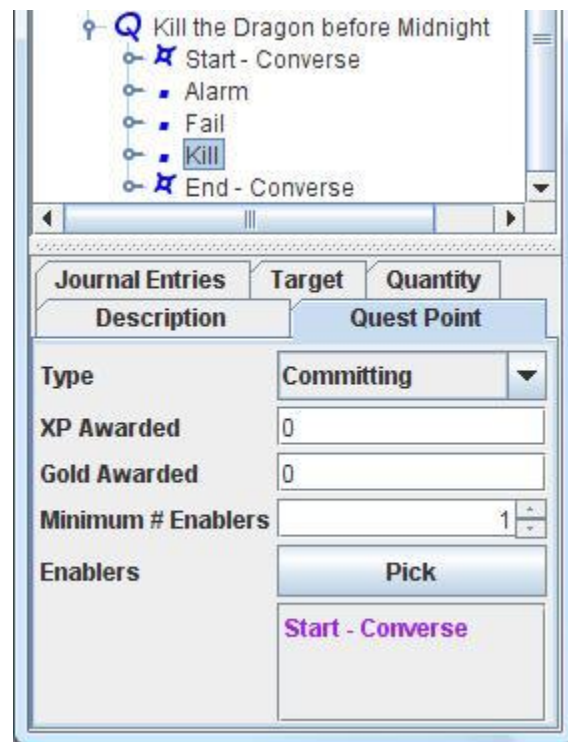 Q Kill the Dragon before Midnight
Start - Converse
Alarm
Fail
Kill
End - Converse
Journal Entries Target Quantity
Description Quest Point
Type Committing
XP Awarded 0
Gold Awarded 0
Minimum # Enablers 1
Enablers Pick
Start - Converse